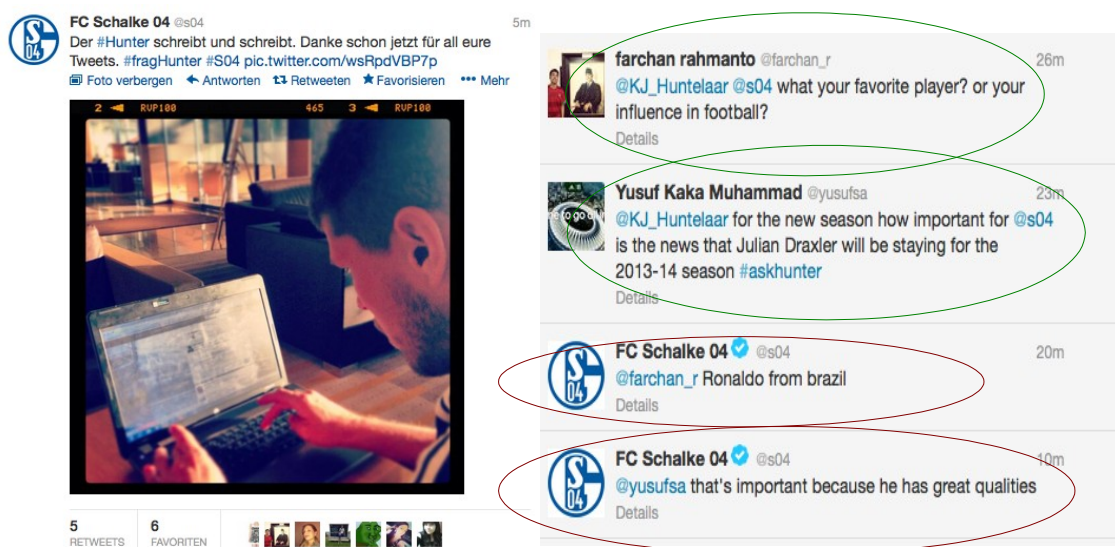 FC Schalke 04 @s04 5m
Der #Hunter schreibt und schreibt. Danke schon jetzt für all eure
Tweets. #fragHunter #S04 pic.twitter.com/wsRpdVBP7p
Foto verbergen Antworten Retweeten Favorisieren Mehr
2 RVP100 465 3 RVP100
5 6
RETWEETS FAVORITEN
farchan rahmanto @farchan_r 26m
@KJ_Huntelaar @s04 what your favorite player? or your
influence in football?
Details
Yusuf Kaka Muhammad @yusufsa 23m
@KJ_Huntelaar for the new season how important for @s04
is the news that Julian Draxler will be staying for the
2013-14 season #askhunter
Details
FC Schalke 04 @s04 20m
@farchan_r Ronaldo from brazil
Details
FC Schalke 04 @s04 10m
@yusufsa that's important because he has great qualities
Details